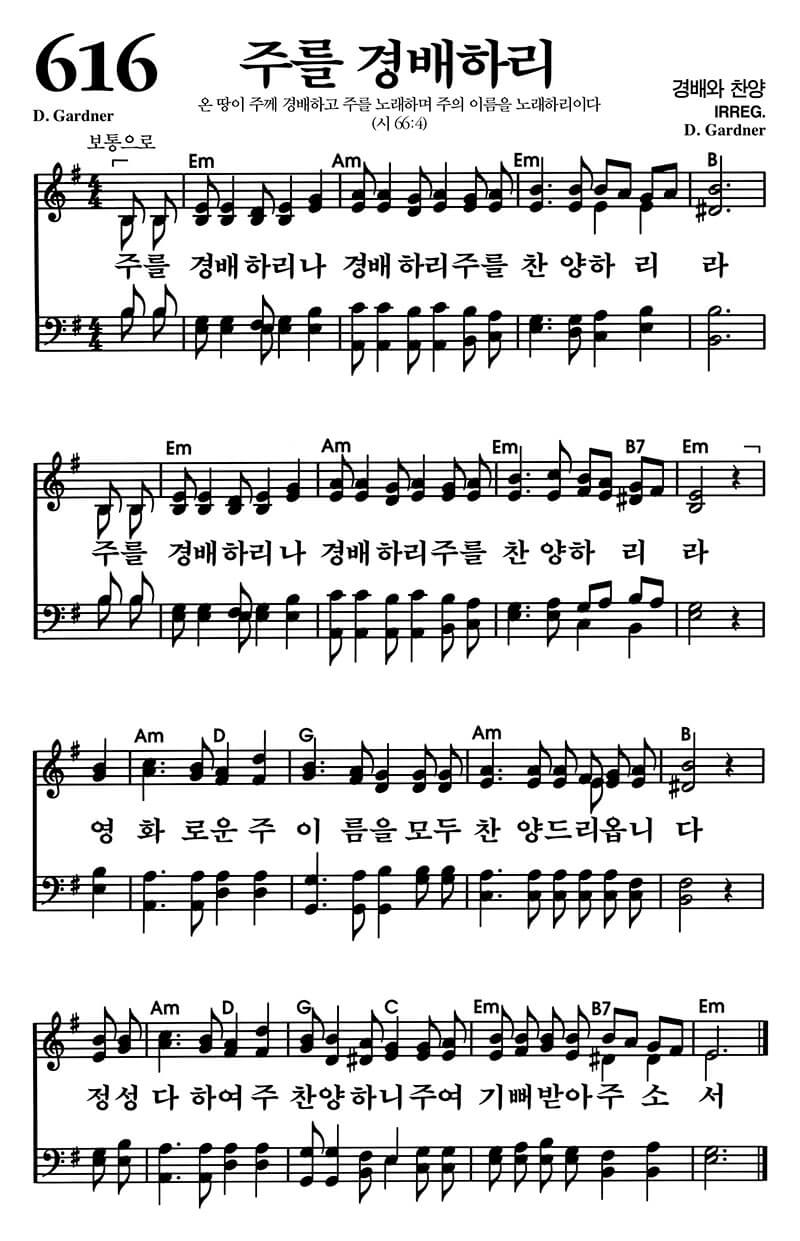 616
주를 경배하리
경배와 찬양
온 땅이 주께 경배하고 주를 노래하며 주의 이름을 노래하리이다
IRREG.
D. Gardner
(시 66:4)
D. Gardner
보통으로
Em Am Em B
주를 경배하리나 경배하리주를 찬 양하 리 라
Em Am Em B7 Em
주를 경배하리나 경배하리주를 찬 양하 리 라
Am D G Am B
영 화 로운 주 이 름을 모두 찬 양드리옵니 다
Am D G C Em B7 Em
정성 다 하여주 찬양하니주여 기뻐받아주 소 서